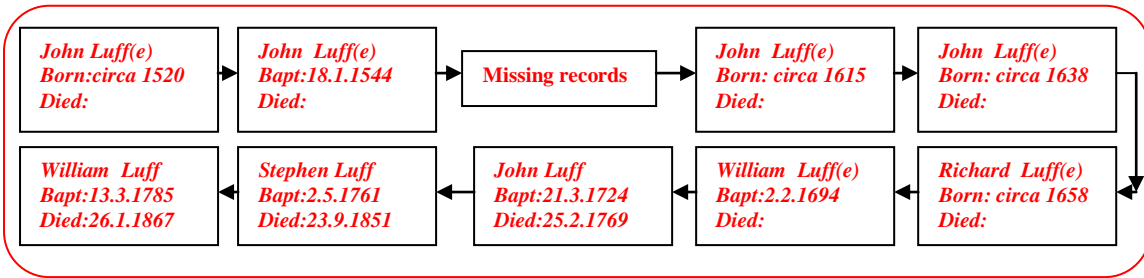 John Luff(e)
Born:circa 1520
Died:
John Luff(e)
Bapt:18.1.1544
Died:
Missing records
John Luff(e)
Born: circa 1615
Died:
John Luff(e)
Born: circa 1638
Died:
William Luff
Bapt:13.3.1785
Died:26.1.1867
Stephen Luff
Bapt:2.5.1761
Died:23.9.1851
John Luff
Bapt:21.3.1724
Died:25.2.1769
William Luff(e)
Bapt:2.2.1694
Died:
Richard Luff(e)
Born: circa 1658
Died: